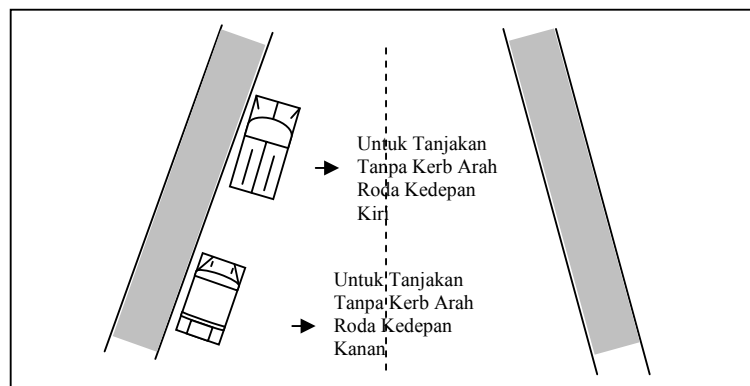 Untuk Tanjakan
Tanpa Kerb Arah
Roda Kedepan
Kiri
Untuk Tanjakan
Tanpa Kerb Arah
Roda Kedepan
Kanan